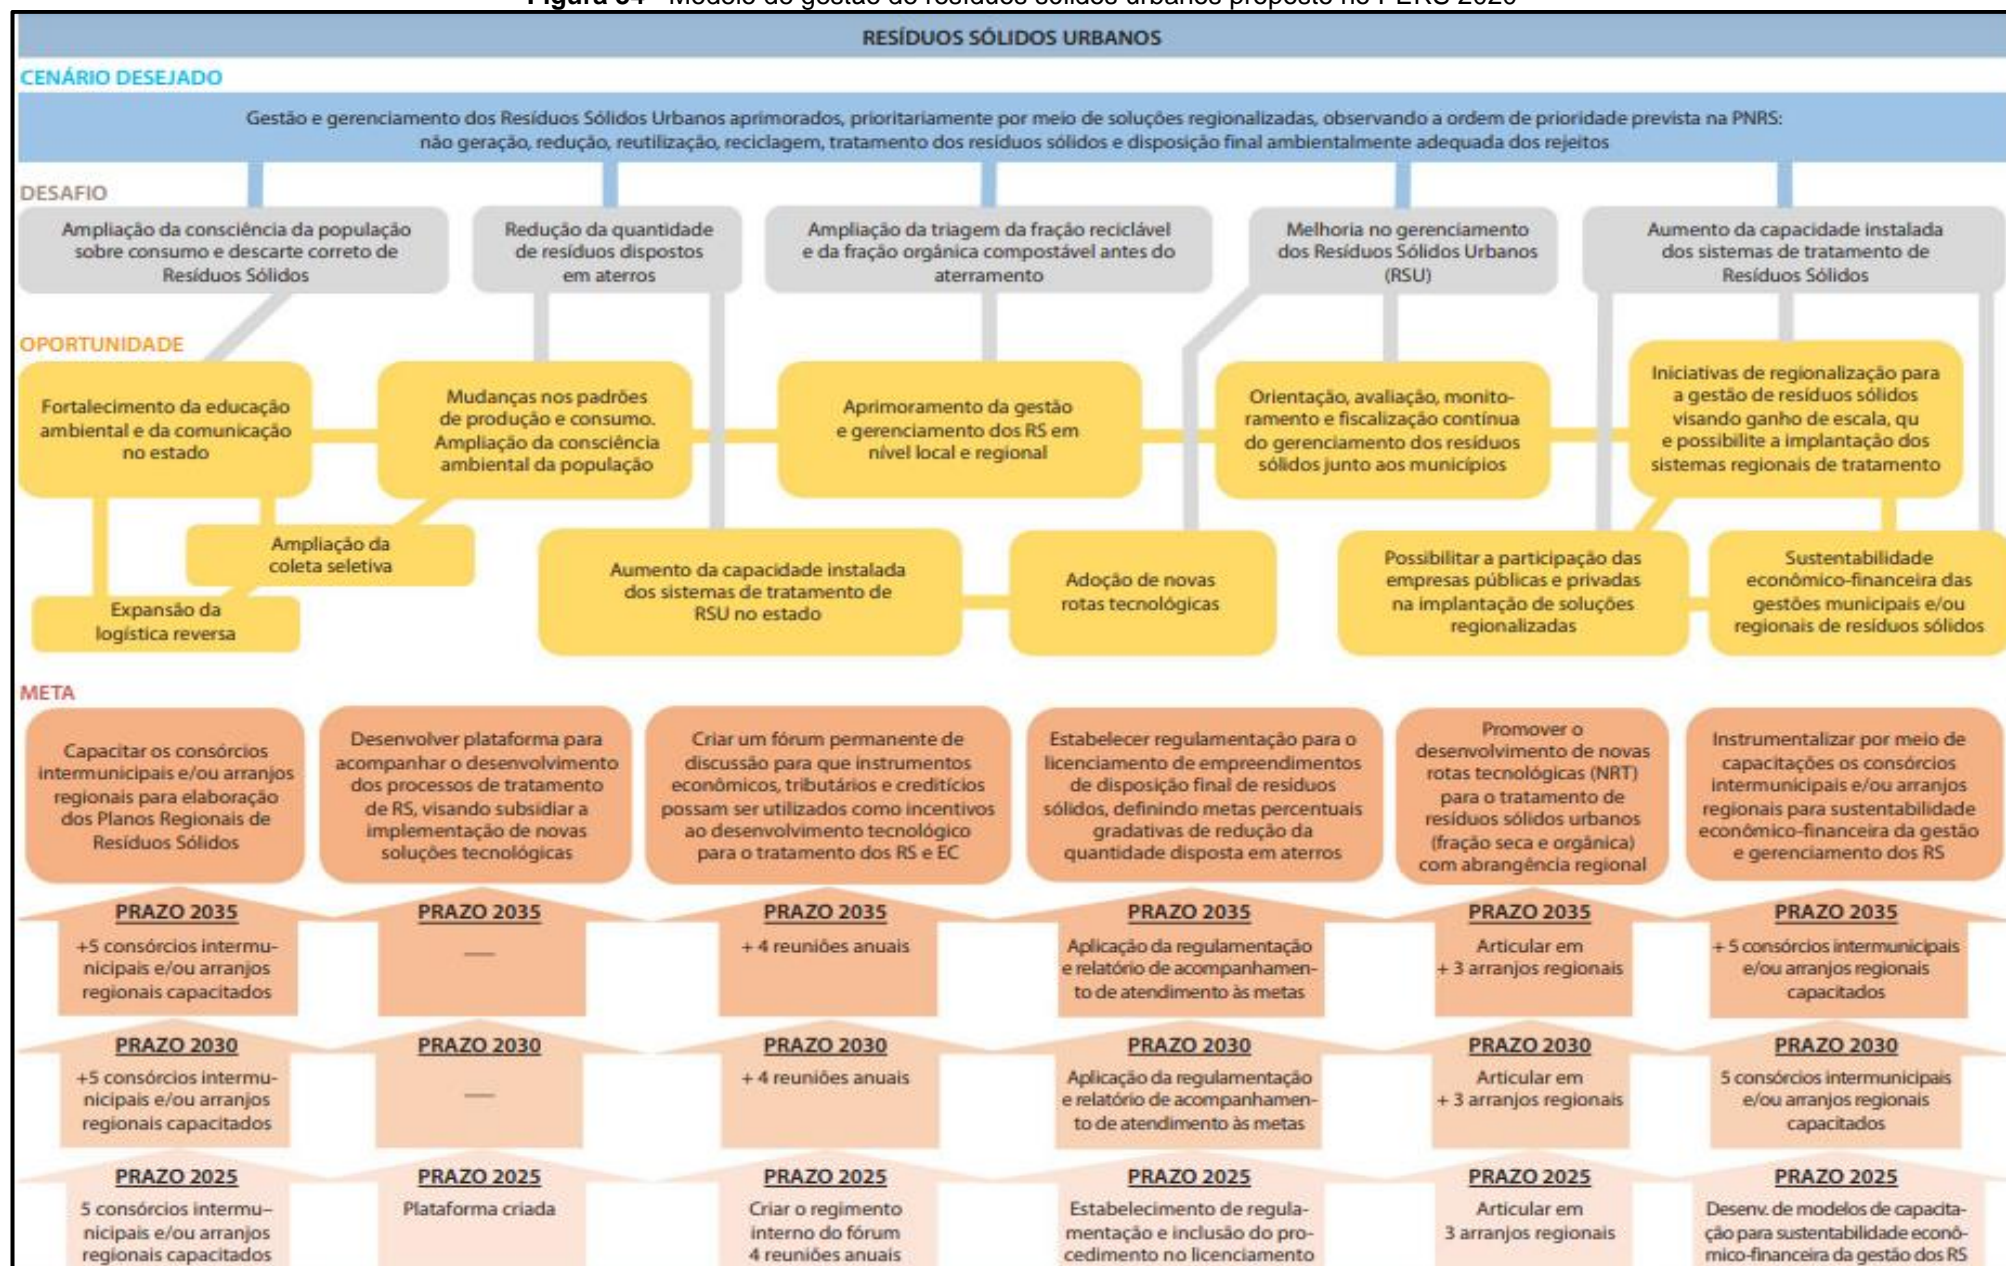 Figura 34 - Modelo de gestão de resíduos sólidos urbanos proposto no PERS 2020
RESÍDUOS SÓLIDOS URBANOS
CENÁRIO DESEJADO
Gestão e gerenciamento dos Resíduos Sólidos Urbanos aprimorados, prioritariamente por meio de soluções regionalizadas, observando a ordem de prioridade prevista na PNRS:
não geração, redução, reutilização, reciclagem, tratamento dos resíduos sólidos e disposição final ambientalmente adequada dos rejeitos
DESAFIO
Ampliação da consciência da população
sobre consumo e descarte correto de
Resíduos Sólidos
Redução da quantidade
de resíduos dispostos
em aterros
Ampliação da triagem da fração reciclável
e da fração orgânica compostável antes do
aterramento
Melhoria no gerenciamento
dos Resíduos Sólidos Urbanos
(RSU)
Aumento da capacidade instalada
dos sistemas de tratamento de
Resíduos Sólidos
OPORTUNIDADE
Fortalecimento da educação
ambiental e da comunicação
no estado
Mudanças nos padrões
de produção e consumo.
Ampliação da consciência
ambiental da população
Aprimoramento da gestão
e gerenciamento dos RS em
nível local e regional
Orientação, avaliação, monito-
ramento e fiscalização contínua
do gerenciamento dos resíduos
sólidos junto aos municípios
Iniciativas de regionalização para
a gestão de resíduos sólidos
visando ganho de escala, qu
e possibilite a implantação dos
sistemas regionais de tratamento
Ampliação da
coleta seletiva
Expansão da
logística reversa
Aumento da capacidade instalada
dos sistemas de tratamento de
RSU no estado
Adoção de novas
rotas tecnológicas
Possibilitar a participação das
empresas públicas e privadas
na implantação de soluções
regionalizadas
Sustentabilidade
econômico-financeira das
gestões municipais e/ou
regionais de resíduos sólidos
META
Capacitar os consórcios
intermunicipais e/ou arranjos
regionais para elaboração
dos Planos Regionais de
Resíduos Sólidos
Desenvolver plataforma para
acompanhar o desenvolvimento
dos processos de tratamento
de RS, visando subsidiar a
implementação de novas
soluções tecnológicas
Criar um fórum permanente de
discussão para que instrumentos
econômicos, tributários e creditícios
possam ser utilizados como incentivos
ao desenvolvimento tecnológico
para o tratamento dos RS e EC
Estabelecer regulamentação para o
licenciamento de empreendimentos
de disposição final de resíduos
sólidos, definindo metas percentuais
gradativas de redução da
quantidade disposta em aterros
Promover o
desenvolvimento de novas
rotas tecnológicas (NRT)
para o tratamento de
resíduos sólidos urbanos
(fração seca e orgânica)
com abrangência regional
Instrumentalizar por meio de
capacitações os consórcios
intermunicipais e/ou arranjos
regionais para sustentabilidade
econômico-financeira da gestão
e gerenciamento dos RS
PRAZO 2035
+5 consórcios intermu-
nicipais e/ou arranjos
regionais capacitados
PRAZO 2035
—
PRAZO 2035
+ 4 reuniões anuais
PRAZO 2035
Aplicação da regulamentação
e relatório de acompanhamen-
to de atendimento às metas
PRAZO 2035
Articular em
+ 3 arranjos regionais
PRAZO 2035
+ 5 consórcios intermunicipais
e/ou arranjos regionais
capacitados
PRAZO 2030
+5 consórcios intermu-
nicipais e/ou arranjos
regionais capacitados
PRAZO 2030
—
PRAZO 2030
+ 4 reuniões anuais
PRAZO 2030
Aplicação da regulamentação
e relatório de acompanhamen-
to de atendimento às metas
PRAZO 2030
Articular em
+ 3 arranjos regionais
PRAZO 2030
5 consórcios intermunicipais
e/ou arranjos regionais
capacitados
PRAZO 2025
5 consórcios intermu-
nicipais e/ou arranjos
regionais capacitados
PRAZO 2025
Plataforma criada
PRAZO 2025
Criar o regimento
interno do fórum
4 reuniões anuais
PRAZO 2025
Estabelecimento de regula-
mentação e inclusão do pro-
cedimento no licenciamento
PRAZO 2025
Articular em
3 arranjos regionais
PRAZO 2025
Desenv. de modelos de capacita-
ção para sustentabilidade econô-
mico-financeira da gestão dos RS